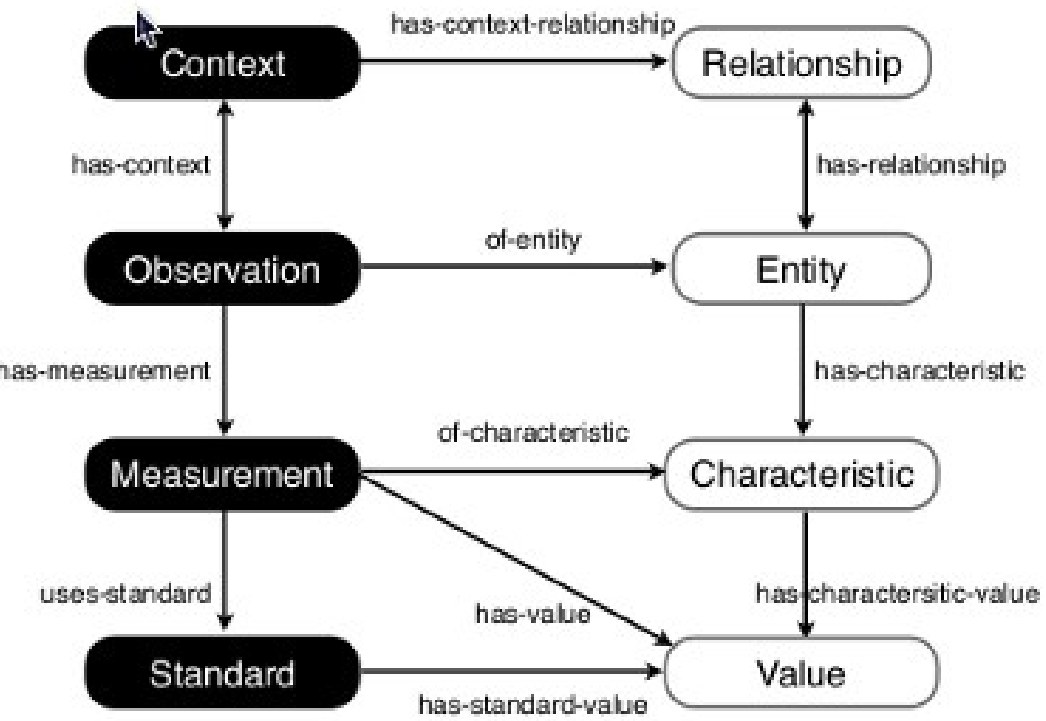 has-context-relationship
Context
Relationship
has-context
has-relationship
of-entity
Observation
Entity
has-measurement
has-characteristic
of-characteristic
Measurement
Characteristic
uses-standard
has-charactersitic-value
has-value
Standard
Value
has-standard-value